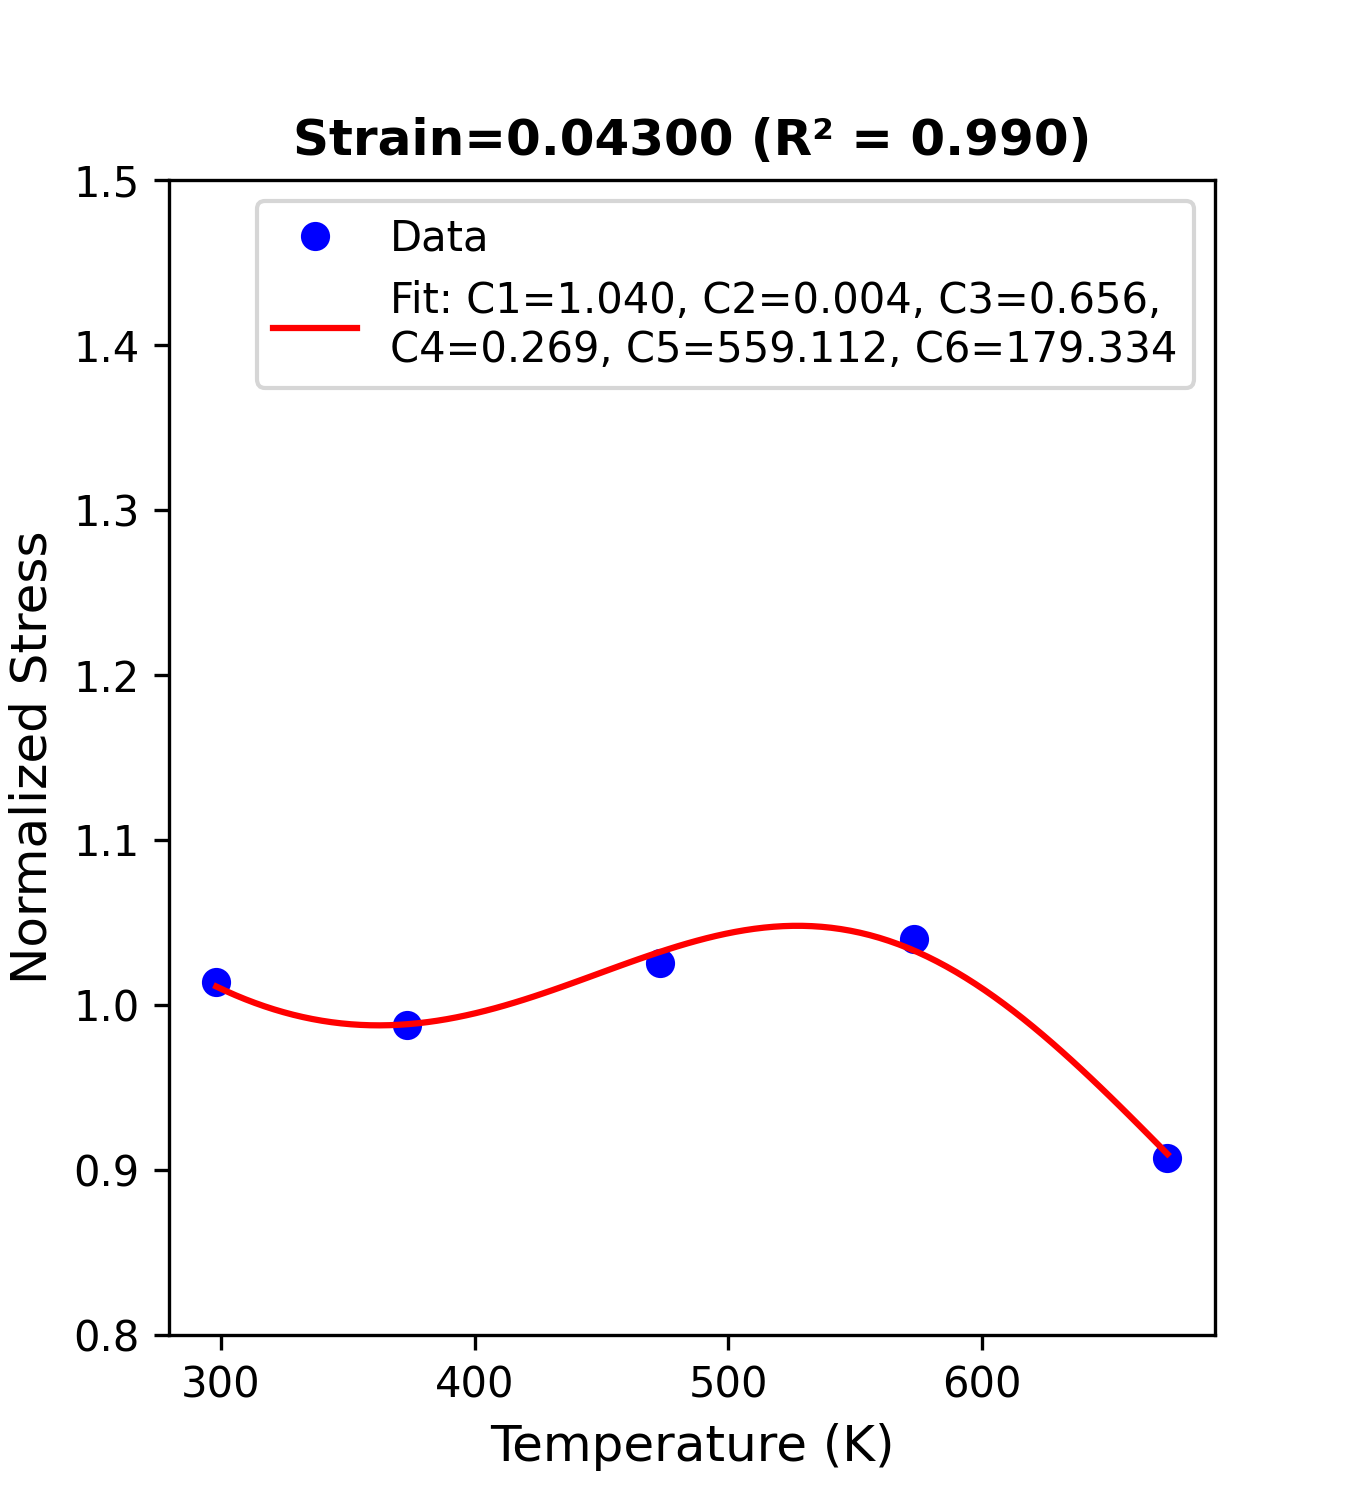 Strain=0.04300 (R² = 0.990)
Data
Fit: C1=1.040, C2=0.004, C3=0.656,
C4=0.269, C5=559.112, C6=179.334
Normalized Stress
1.5
1.4
1.3
1.2
1.1
1.0
0.9
0.8
300 400 500 600
Temperature (K)